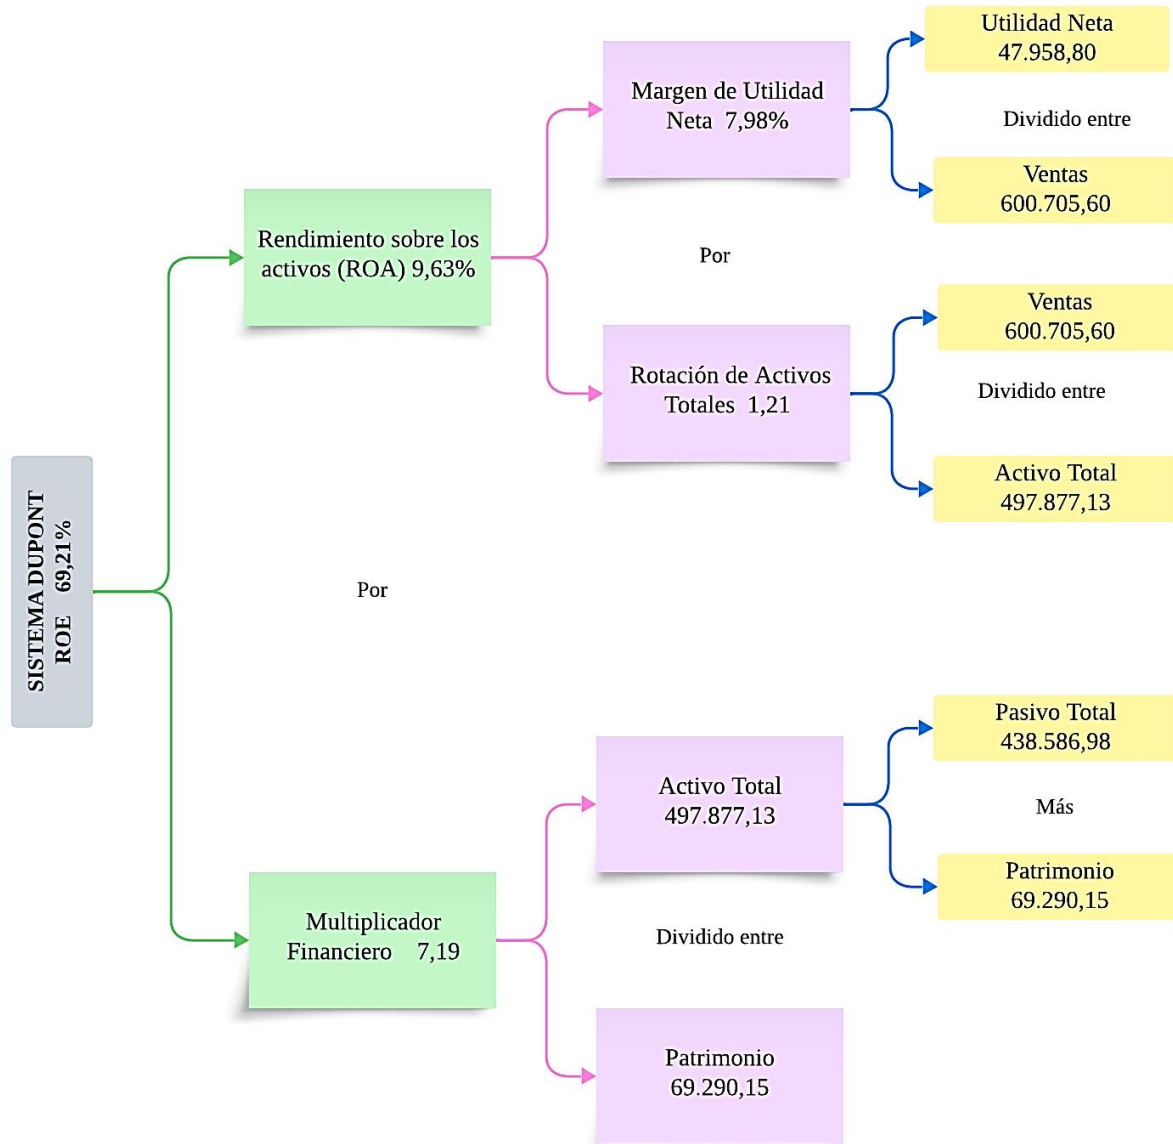 Utilidad Neta
47.958,80
Margen de Utilidad
Neta 7,98%
Dividido entre
Ventas
600.705,60
Rendimiento sobre los
activos (ROA) 9,63%
Por
Ventas
600.705,60
Rotación de Activos
Totales 1,21
Dividido entre
Activo Total
497.877,13
SISTEMA DUPONT
ROE 69,21%
Por
Pasivo Total
438.586,98
Activo Total
497.877,13
Más
Patrimonio
69.290,15
Multiplicador
Financiero 7,19
Dividido entre
Patrimonio
69.290,15